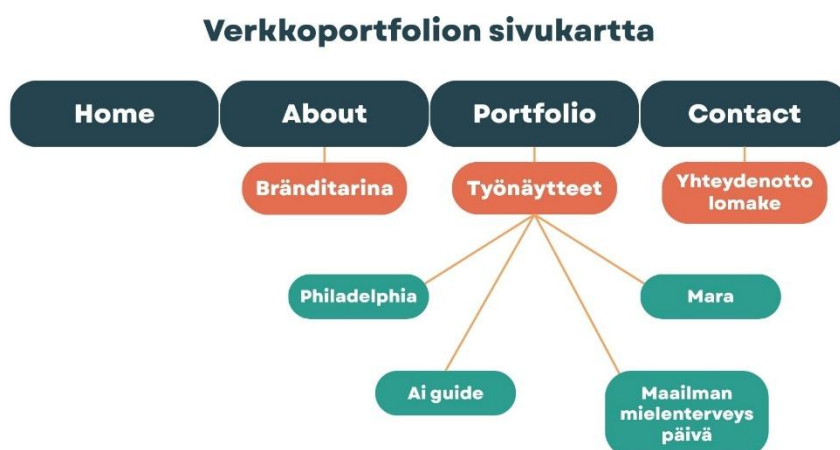 Verkkoportfolion sivukartta
Home
About
Portfolio
Contact
Bränditarina
Työnäytteet
Yhteydenotto
lomake
Philadelphia
Mara
Ai guide
Maailman
mielenterveys
päivä